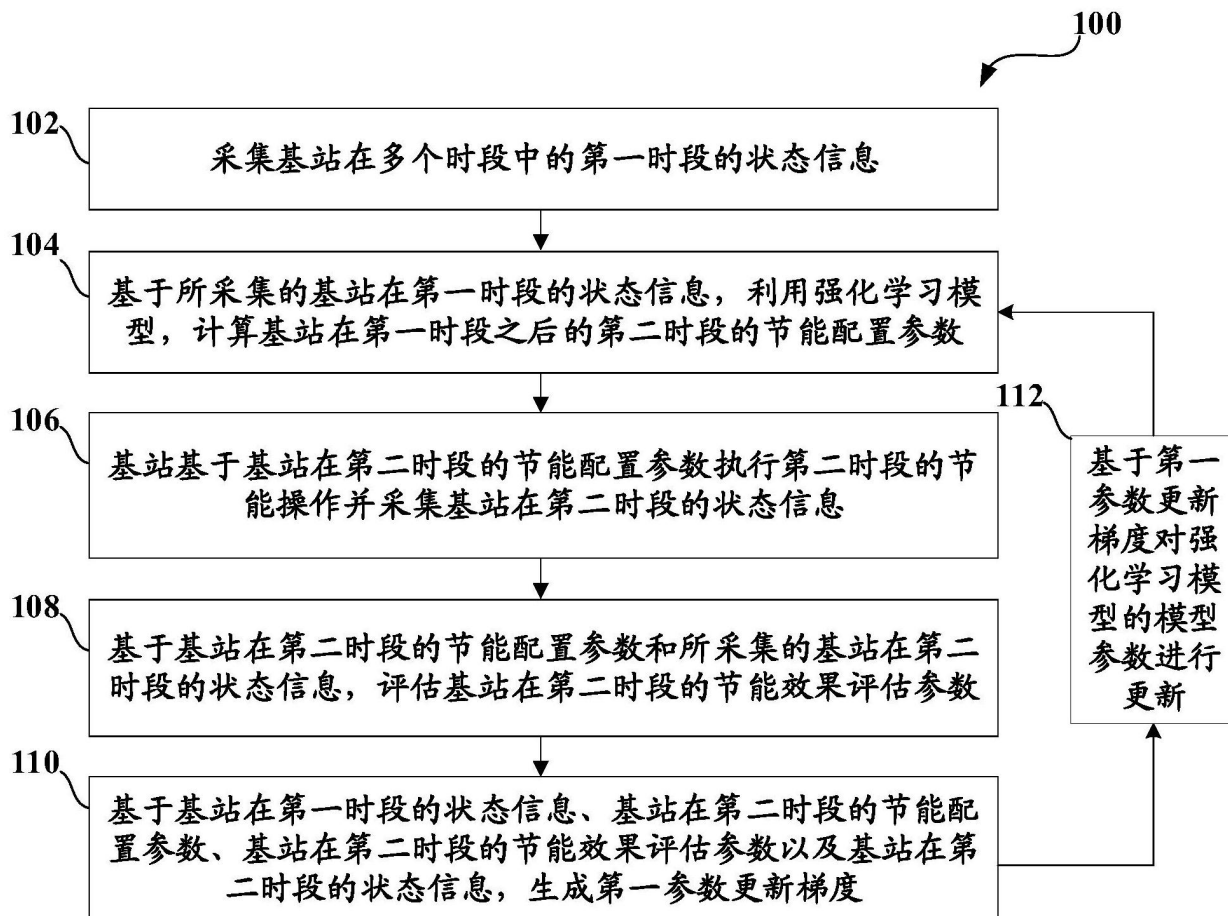 100
102
采集基站在多个时段中的第一时段的状态信息
104
基于所采集的基站在第一时段的状态信息，利用强化学习模
型，计算基站在第一时段之后的第二时段的节能配置参数
106
基站基于基站在第二时段的节能配置参数执行第二时段的节
能操作并采集基站在第二时段的状态信息
108
基于基站在第二时段的节能配置参数和所采集的基站在第二
时段的状态信息，评估基站在第二时段的节能效果评估参数
110
基于基站在第一时段的状态信息、基站在第二时段的节能配
置参数、基站在第二时段的节能效果评估参数以及基站在第
二时段的状态信息，生成第一参数更新梯度
112
基于第一
参数更新
梯度对强
化学习模
型的模型
参数进行
更新